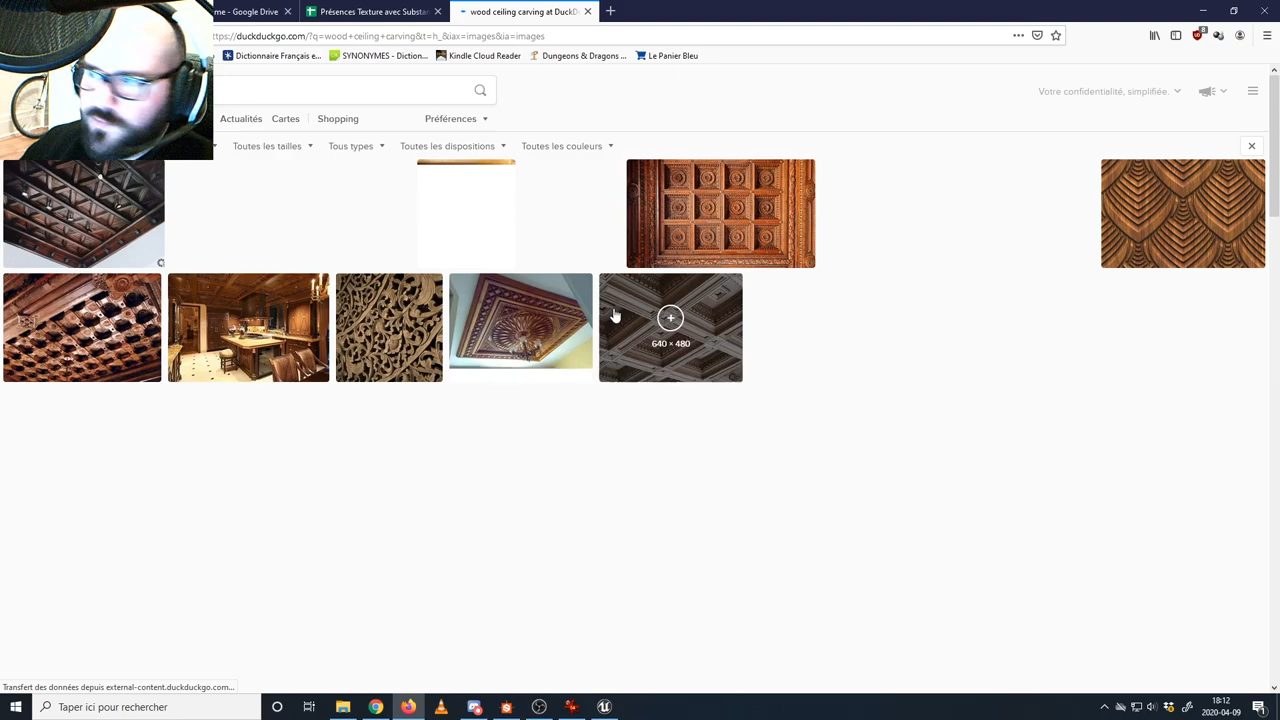 me - Google Drive
Présences Texture avec Substan
wood ceiling carving at DuckD
ttps://duckduckgo.com/?q=wood+ceiling+carving&t=h_&iax=images&ia=images
Dictionnaire Français e...
SYNONYMES - Diction...
Kindle Cloud Reader
Dungeons & Dragons ...
Le Panier Bleu
Votre confidentialité, simplifiée.
Actualités
Cartes
Shopping
Préférences
Toutes les tailles
Tous types
Toutes les dispositions
Toutes les couleurs
640 × 480
Transfert des données depuis external-content.duckduckgo.com...
Taper ici pour rechercher
18:12
2020-04-09